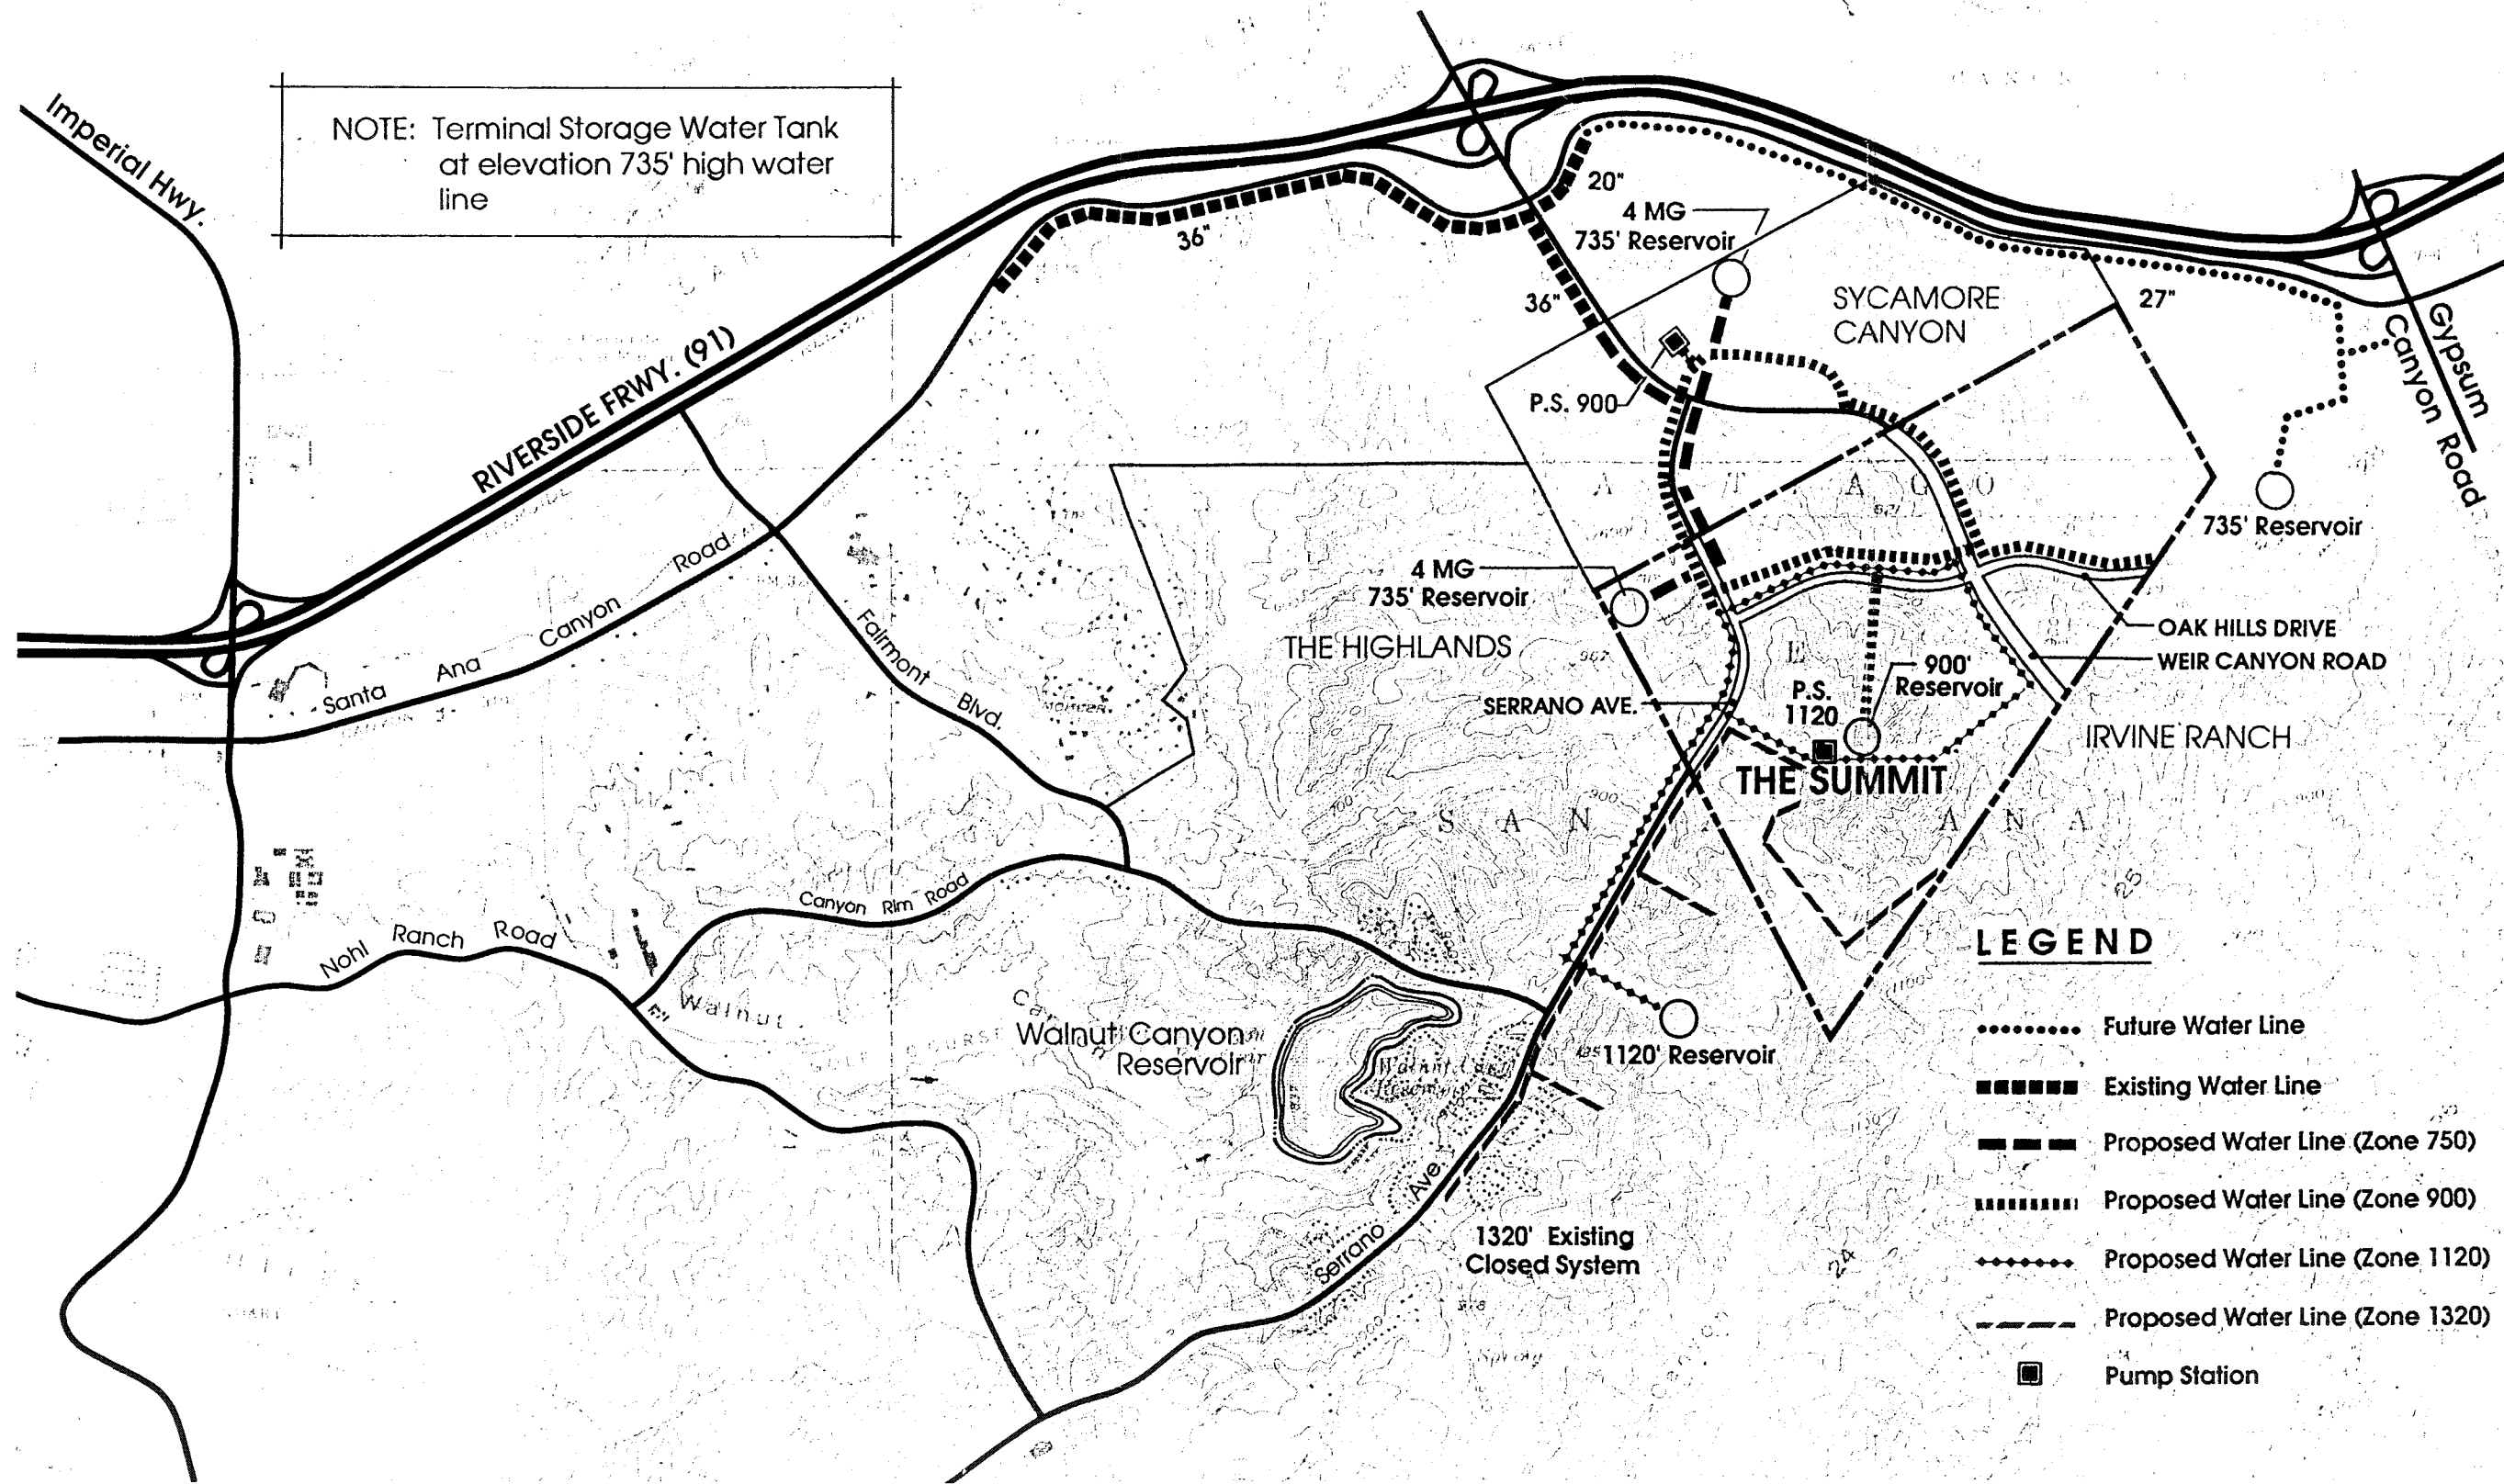 Imperial Hwy.
NOTE: Terminal Storage Water Tank
at elevation 735' high water
line
RIVERSIDE FRWY. (91)
36"
20"
4 MG
735' Reservoir
36"
SYCAMORE
CANYON
27"
Gypsum
Canyon Road
P.S. 900
735' Reservoir
Santa Ana Canyon Road
Fairmont Blvd.
4 MG
735' Reservoir
THE HIGHLANDS
OAK HILLS DRIVE
WEIR CANYON ROAD
900'
Reservoir
P.S.
1120
SERRANO AVE.
IRVINE RANCH
THE SUMMIT
SAN
ANA
25
Canyon Rim Road
Nohl Ranch Road
Walnut
Walnut Canyon
Reservoir
1120' Reservoir
Serrano Ave.
1320' Existing
Closed System
24
LEGEND
Future Water Line
Existing Water Line
Proposed Water Line (Zone 750)
Proposed Water Line (Zone 900)
Proposed Water Line (Zone 1120)
Proposed Water Line (Zone 1320)
Pump Station